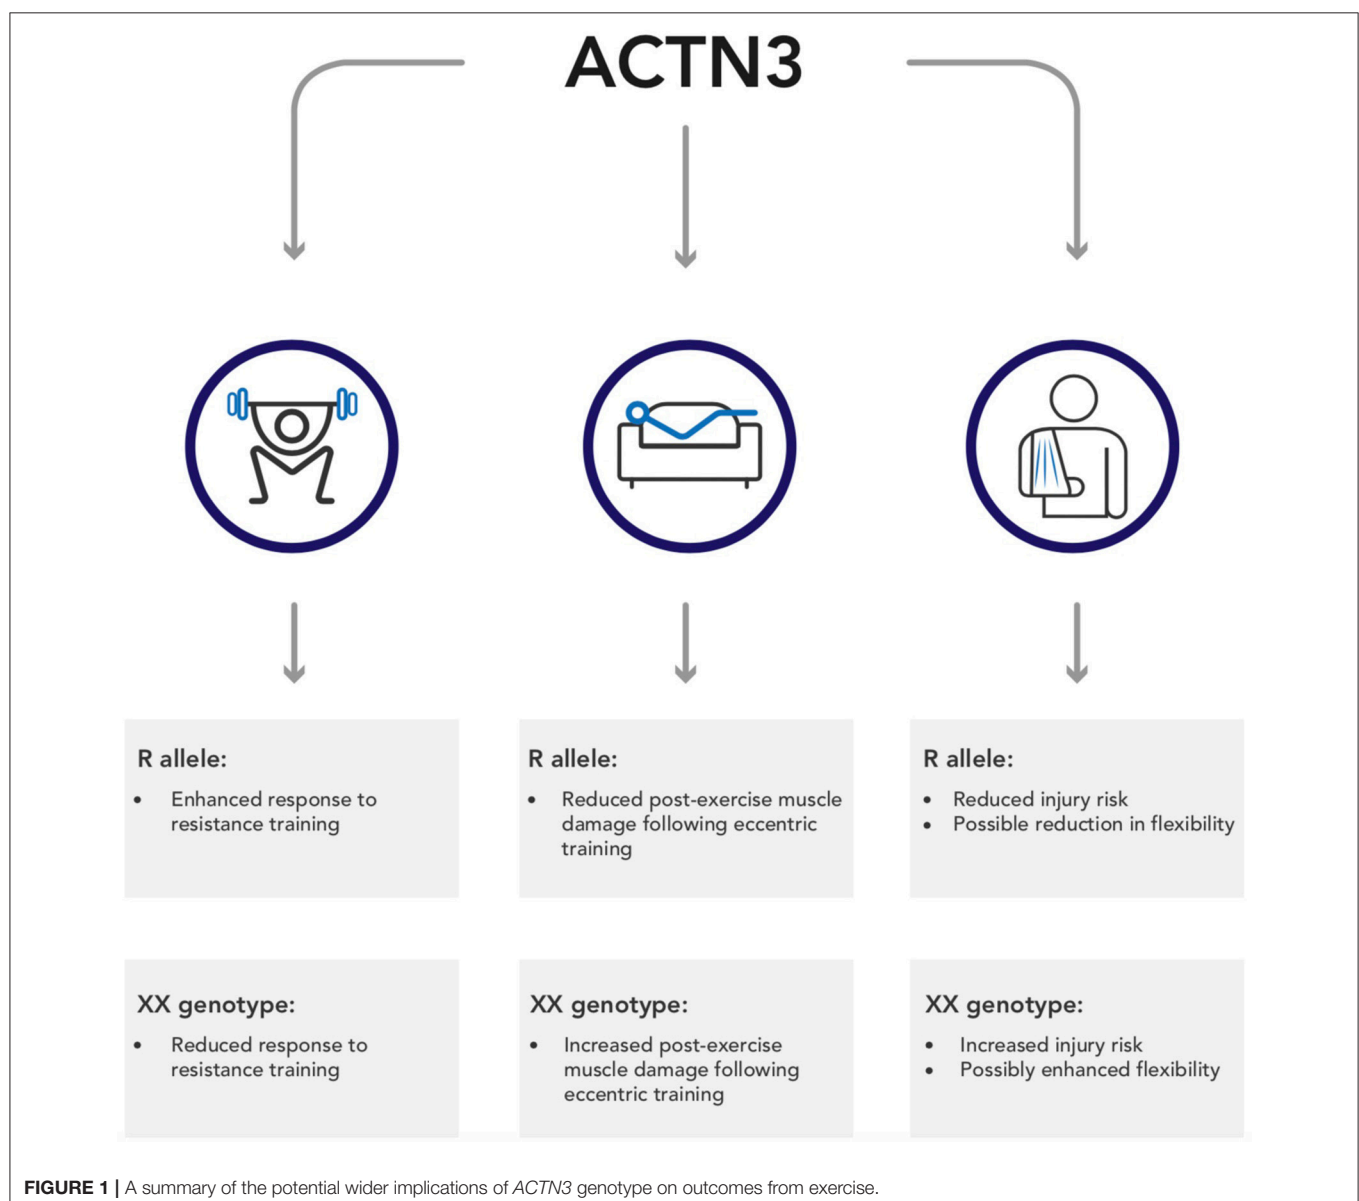 ACTN3
R allele:
• Enhanced response to
resistance training
R allele:
• Reduced post-exercise muscle
damage following eccentric
training
R allele:
• Reduced injury risk
• Possible reduction in flexibility
XX genotype:
• Reduced response to
resistance training
XX genotype:
• Increased post-exercise
muscle damage following
eccentric training
XX genotype:
• Increased injury risk
• Possibly enhanced flexibility
FIGURE 1 | A summary of the potential wider implications of ACTN3 genotype on outcomes from exercise.